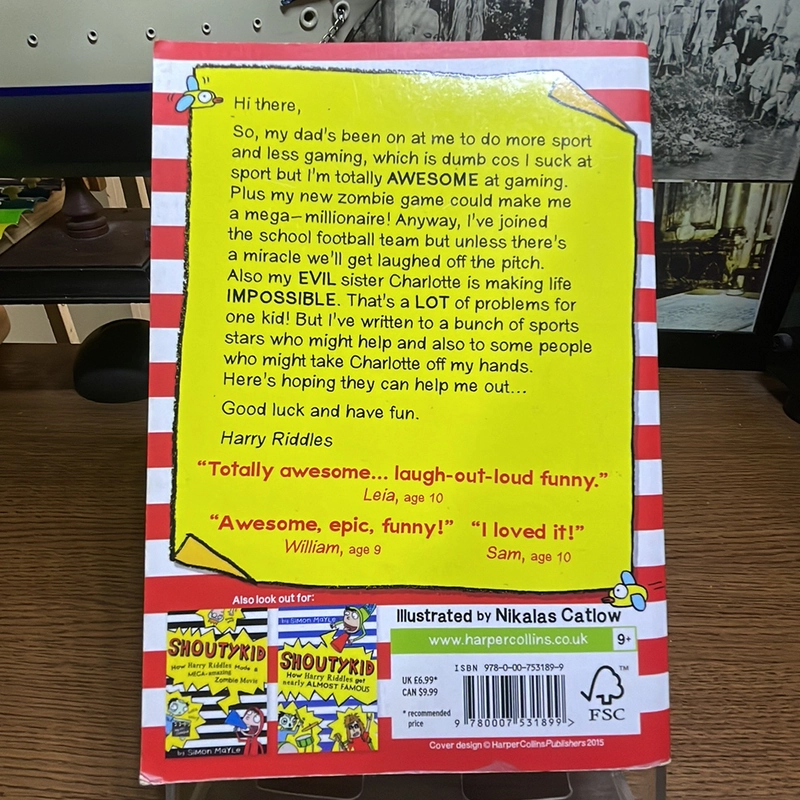 Hi there,
So, my dad's been on at me to do more sport
and less gaming, which is dumb cos I suck at
sport but I'm totally AWESOME at gaming.
Plus my new zombie game could make me
a mega-millionaire! Anyway, I've joined
the school football team but unless there's
a miracle we'll get laughed off the pitch.
Also my EVIL sister Charlotte is making life
IMPOSSIBLE. That's a LOT of problems for
one kid! But I've written to a bunch of sports
stars who might help and also to some people
who might take Charlotte off my hands.
Here's hoping they can help me out...
Good luck and have fun.
Harry Riddles
"Totally awesome... laugh-out-loud funny."
Leia, age 10
"Awesome, epic, funny!" "I loved it!"
William, age 9 Sam, age 10
Also look out for:
SHOUTYKID
How Harry Riddles Made a
MEGA-amazing
Zombie Movie
by SIMON MAYLE
by SIMON MAYLE
SHOUTYKID
How Harry Riddles got
nearly ALMOST FAMOUS
Illustrated by Nikalas Catlow
www.harpercollins.co.uk 9+
ISBN 978-0-00-753189-9
UK £6.99*
CAN $9.99
* recommended
price
9 780007 531899 >
FSC
TM
Cover design © HarperCollinsPublishers 2015